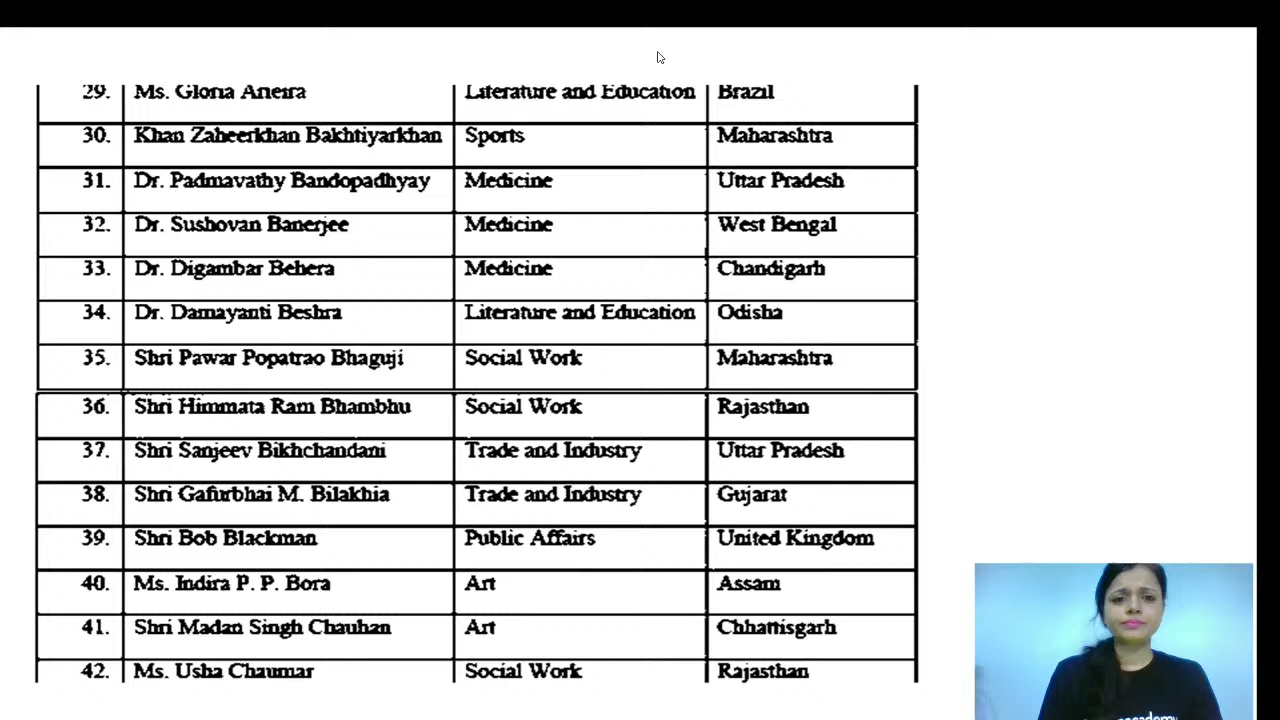 29. Ms. Gloria Arieira Literature and Education Brazil
30. Khan Zaheerkhan Bakhtiyarkhan Sports Maharashtra
31. Dr. Padmavathy Bandopadhyay Medicine Uttar Pradesh
32. Dr. Sushovan Banerjee Medicine West Bengal
33. Dr. Digambar Behera Medicine Chandigarh
34. Dr. Damayanti Beshra Literature and Education Odisha
35. Shri Pawar Popatrao Bhaguji Social Work Maharashtra
36. Shri Himmata Ram Bhambhu Social Work Rajasthan
37. Shri Sanjeev Bikhchandani Trade and Industry Uttar Pradesh
38. Shri Gafurbhai M. Bilakhia Trade and Industry Gujarat
39. Shri Bob Blackman Public Affairs United Kingdom
40. Ms. Indira P. P. Bora Art Assam
41. Shri Madan Singh Chauhan Art Chhattisgarh
42. Ms. Usha Chaumar Social Work Rajasthan